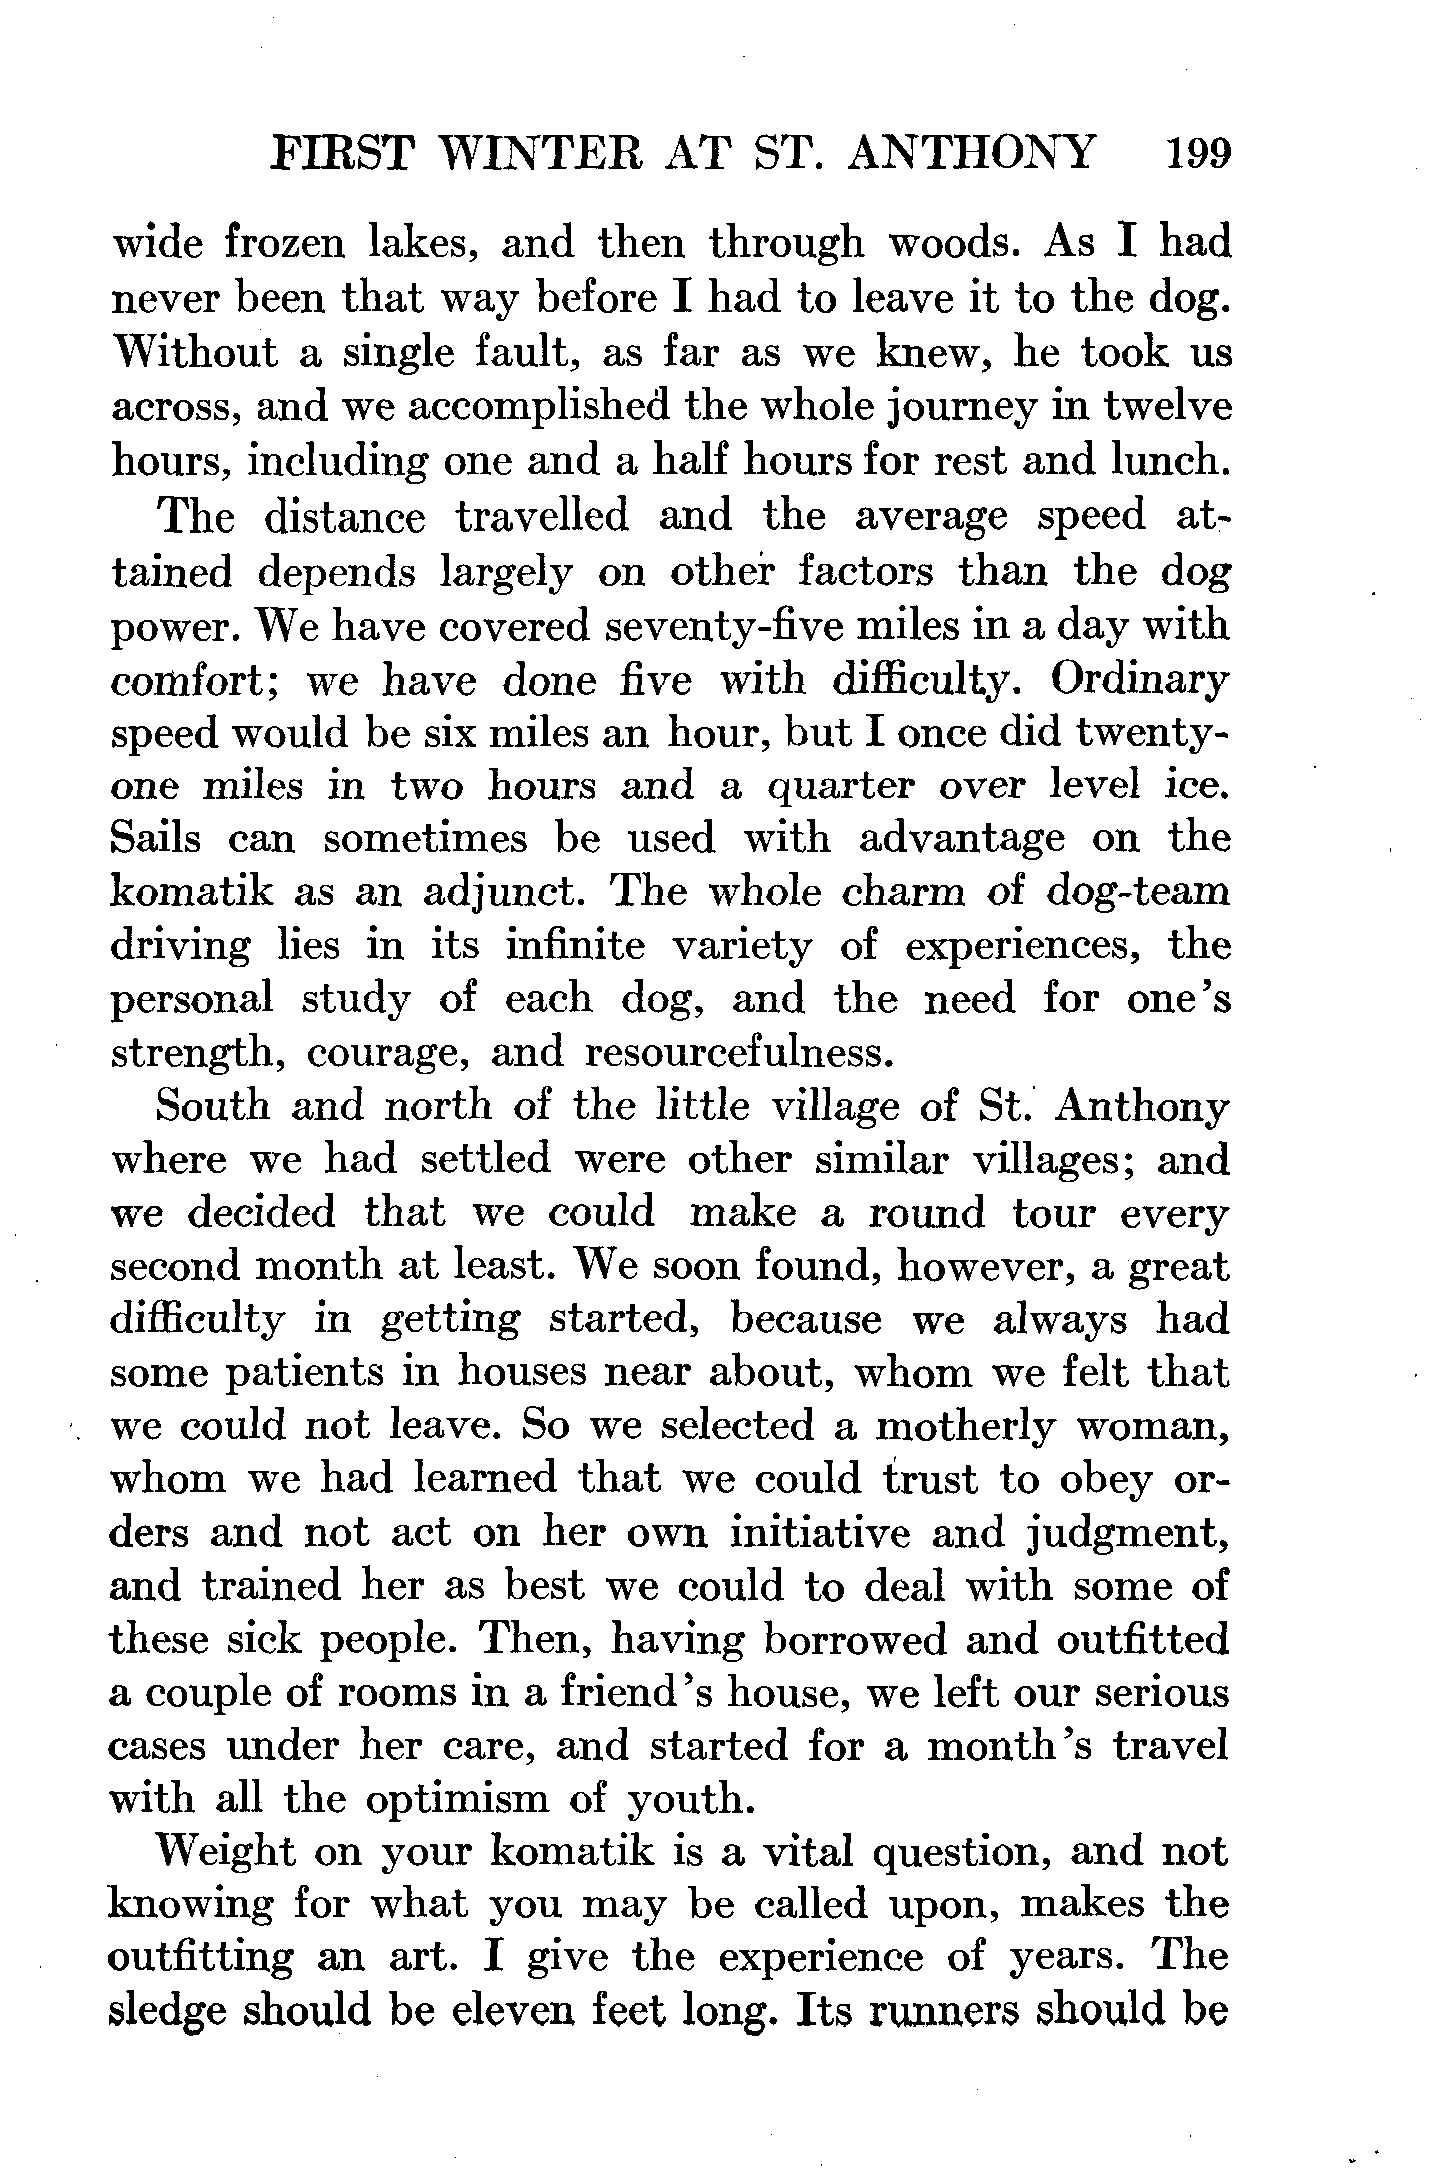 FIRST WINTER AT ST. ANTHONY 199
wide frozen lakes, and then through woods. As I had
never been that way before I had to leave it to the dog.
Without a single fault, as far as we knew, he took us
across, and we accomplished the whole journey in twelve
hours, including one and a half hours for rest and lunch.
The distance travelled and the average speed at-
tained depends largely on other factors than the dog
power. We have covered seventy-five miles in a day with
comfort; we have done five with difficulty. Ordinary
speed would be six miles an hour, but I once did twenty-
one miles in two hours and a quarter over level ice.
Sails can sometimes be used with advantage on the
komatik as an adjunct. The whole charm of dog-team
driving lies in its infinite variety of experiences, the
personal study of each dog, and the need for one's
strength, courage, and resourcefulness.
South and north of the little village of St. Anthony
where we had settled were other similar villages; and
we decided that we could make a round tour every
second month at least. We soon found, however, a great
difficulty in getting started, because we always had
some patients in houses near about, whom we felt that
we could not leave. So we selected a motherly woman,
whom we had learned that we could trust to obey or-
ders and not act on her own initiative and judgment,
and trained her as best we could to deal with some of
these sick people. Then, having borrowed and outfitted
a couple of rooms in a friend's house, we left our serious
cases under her care, and started for a month's travel
with all the optimism of youth.
Weight on your komatik is a vital question, and not
knowing for what you may be called upon, makes the
outfitting an art. I give the experience of years. The
sledge should be eleven feet long. Its runners should be